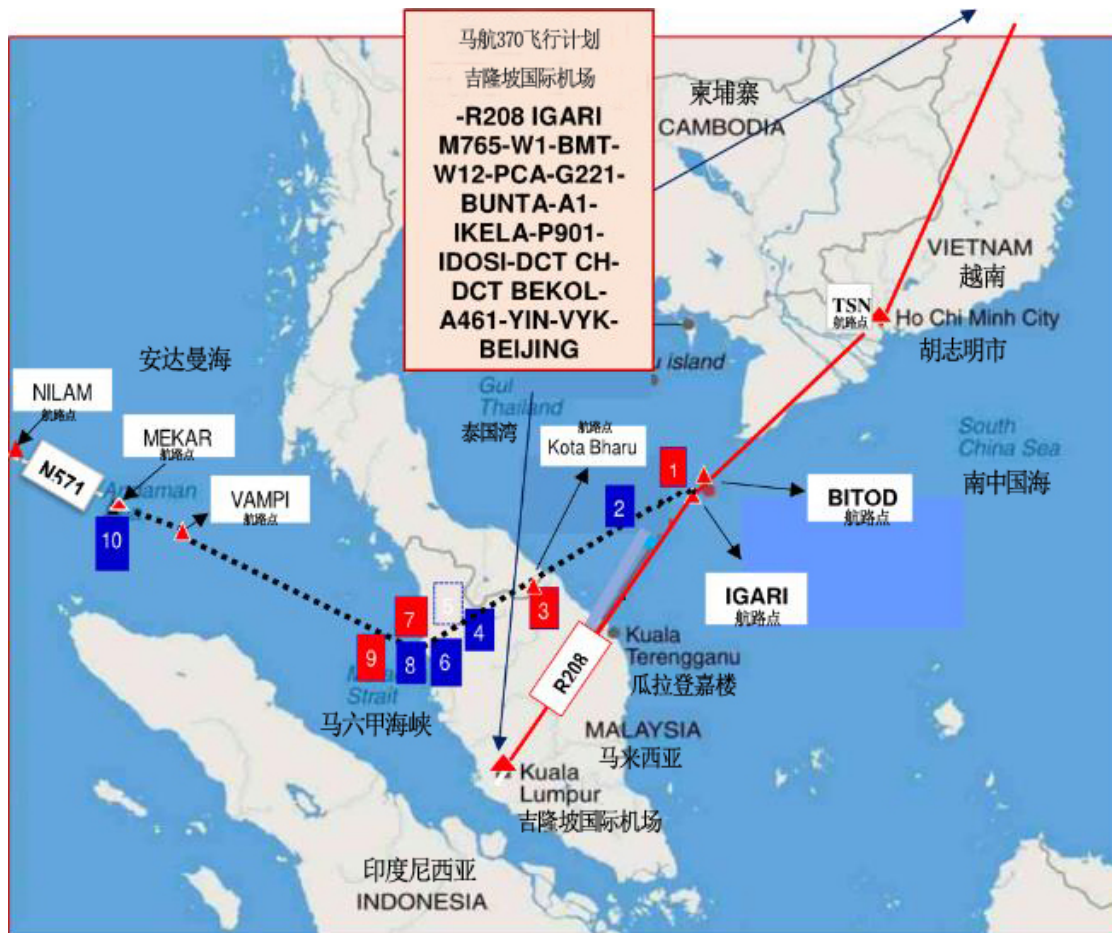 马航370飞行计划
吉隆坡国际机场
-R208 IGARI
M765-W1-BMT-
W12-PCA-G221-
BUNTA-A1-
IKELA-P901-
IDOSI-DCT CH-
DCT BEKOL-
A461-YIN-VYK-
BEIJING
柬埔寨
CAMBODIA
VIETNAM
越南
TSN
航路点
Ho Chi Minh City
胡志明市
island
安达曼海
NILAM
航路点
MEKAR
航路点
N571
VAMPI
航路点
10
Gul
Thailand
泰国湾
航路点
Kota Bharu
1
2
South
China Sea
南中国海
BITOD
航路点
IGARI
航路点
3
4
5
6
7
8
9
Strait
马六甲海峡
R208
Kuala
Terengganu
瓜拉登嘉楼
MALAYSIA
马来西亚
Kuala
Lumpur
吉隆坡国际机场
印度尼西亚
INDONESIA